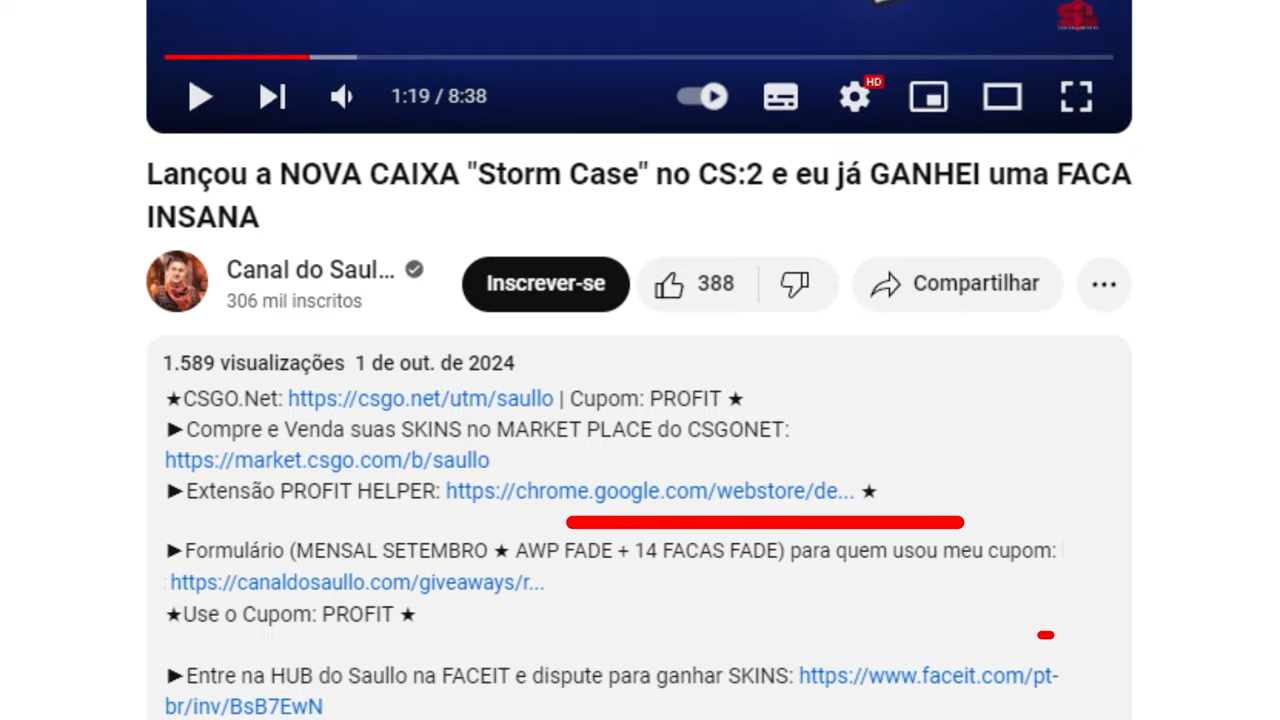 HD
1:19 / 8:38
Lançou a NOVA CAIXA "Storm Case" no CS:2 e eu já GANHEI uma FACA
INSANA
Canal do Saull...
306 mil inscritos
Inscrever-se
388
Compartilhar
1.589 visualizações 1 de out. de 2024
★CSGO.Net: https://csgo.net/utm/saullo | Cupom: PROFIT ★
►Compre e Venda suas SKINS no MARKET PLACE do CSGONET:
https://market.csgo.com/b/saullo
►Extensão PROFIT HELPER: https://chrome.google.com/webstore/de... ★
►Formulário (MENSAL SETEMBRO ★ AWP FADE + 14 FACAS FADE) para quem usou meu cupom:
https://canaldosaullo.com/giveaways/r...
★Use o Cupom: PROFIT ★
►Entre na HUB do Saullo na FACEIT e dispute para ganhar SKINS: https://www.faceit.com/pt-
br/inv/BsB7EwN